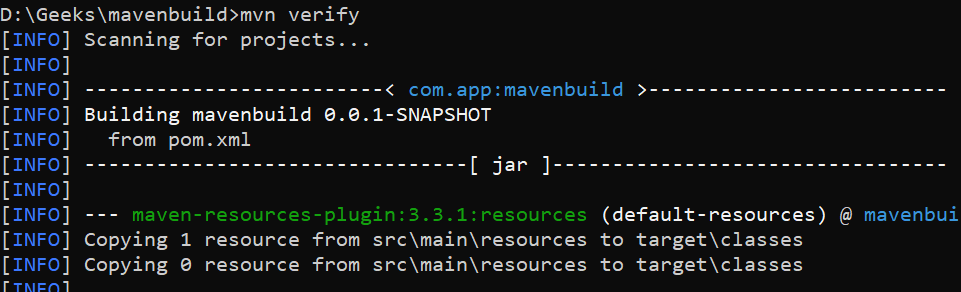 D:\Geeks\mavenbuild>mvn verify
[INFO] Scanning for projects...
[INFO]
[INFO] --------------------------< com.app:mavenbuild >--------------------------
[INFO] Building mavenbuild 0.0.1-SNAPSHOT
[INFO]   from pom.xml
[INFO] --------------------------------[ jar ]---------------------------------
[INFO]
[INFO] --- maven-resources-plugin:3.3.1:resources (default-resources) @ mavenbui
[INFO] Copying 1 resource from src\main\resources to target\classes
[INFO] Copying 0 resource from src\main\resources to target\classes
[INFO]